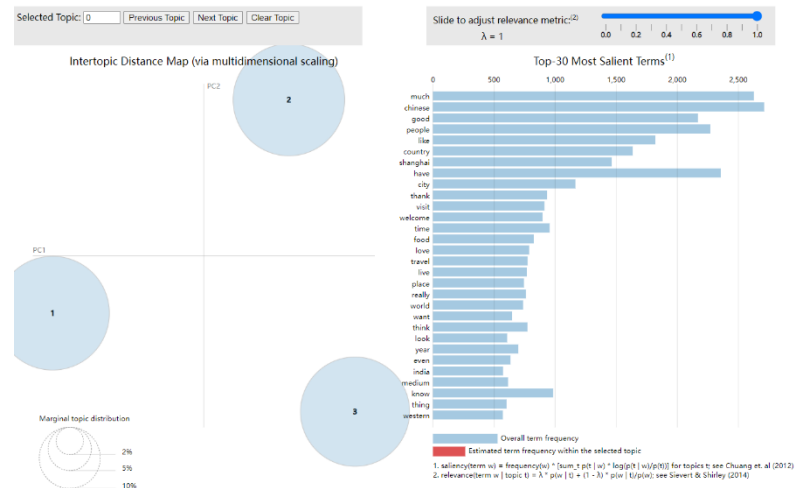 Selected Topic: 0 Previous Topic Next Topic Clear Topic
Slide to adjust relevance metric:(2)
λ = 1
0.0 0.2 0.4 0.6 0.8 1.0
Intertopic Distance Map (via multidimensional scaling)
PC2
PC1
2
1
3
Marginal topic distribution
2%
5%
10%
Top-30 Most Salient Terms(1)
0 500 1,000 1,500 2,000 2,500
much
chinese
good
people
like
country
shanghai
have
city
thank
visit
welcome
time
food
love
travel
live
place
really
world
want
think
look
year
even
india
medium
know
thing
western
Overall term frequency
Estimated term frequency within the selected topic
1. saliency(term w) = frequency(w) * [sum_t p(t | w) * log(p(t | w)/p(t))] for topics t; see Chuang et. al (2012)
2. relevance(term w | topic t) = λ * p(w | t) + (1 - λ) * p(w | t)/p(w); see Sievert & Shirley (2014)